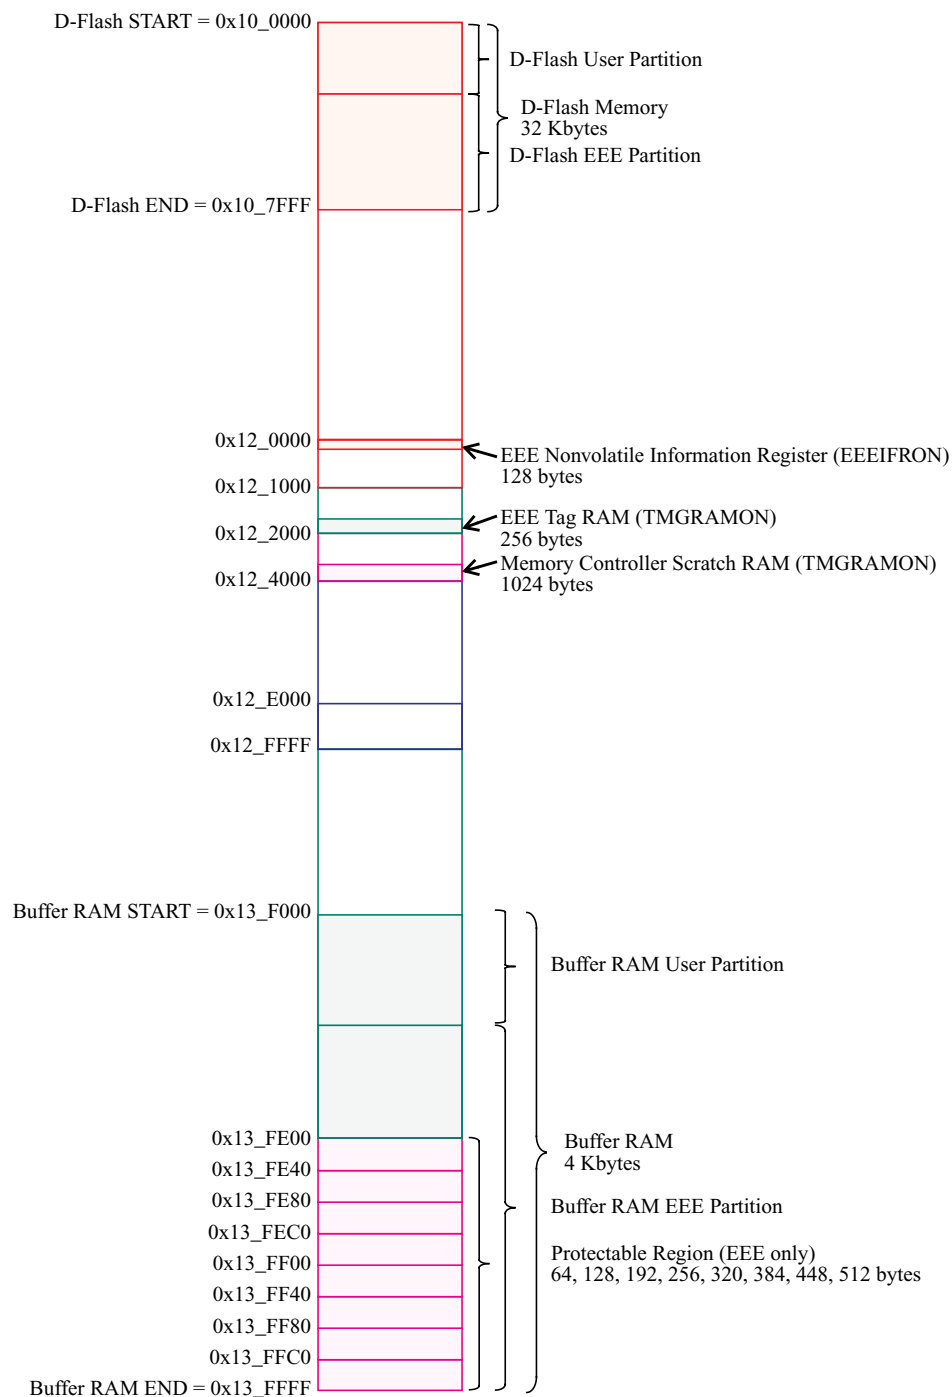 D-Flash START = 0x10_0000
D-Flash User Partition
D-Flash Memory
32 Kbytes
D-Flash EEE Partition
D-Flash END = 0x10_7FFF
0x12_0000
EEE Nonvolatile Information Register (EEEIFRON)
128 bytes
0x12_1000
EEE Tag RAM (TMGRAMON)
256 bytes
0x12_2000
Memory Controller Scratch RAM (TMGRAMON)
1024 bytes
0x12_4000
0x12_E000
0x12_FFFF
Buffer RAM START = 0x13_F000
Buffer RAM User Partition
0x13_FE00
Buffer RAM
4 Kbytes
0x13_FE40
0x13_FE80
Buffer RAM EEE Partition
0x13_FEC0
Protectable Region (EEE only)
64, 128, 192, 256, 320, 384, 448, 512 bytes
0x13_FF00
0x13_FF40
0x13_FF80
0x13_FFC0
Buffer RAM END = 0x13_FFFF